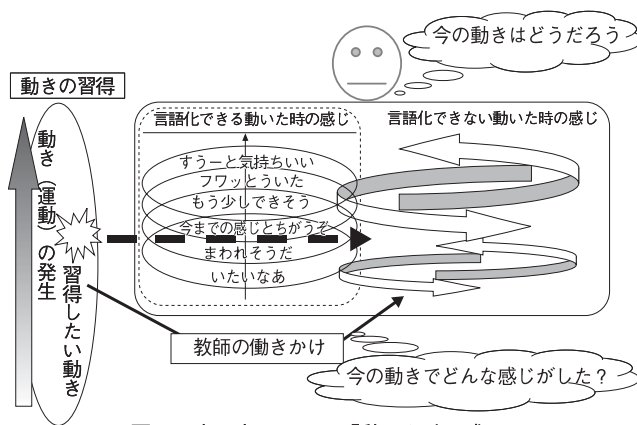 今の動きはどうだろう
動きの習得
言語化できる動いた時の感じ
言語化できない動いた時の感じ
動き（運動）の発生
習得したい動き
すうーと気持ちいい
フワッとういた
もう少しできそう
今までの感じとちがうぞ
まわれそうだ
いたいなあ
教師の働きかけ
今の動きでどんな感じがした？